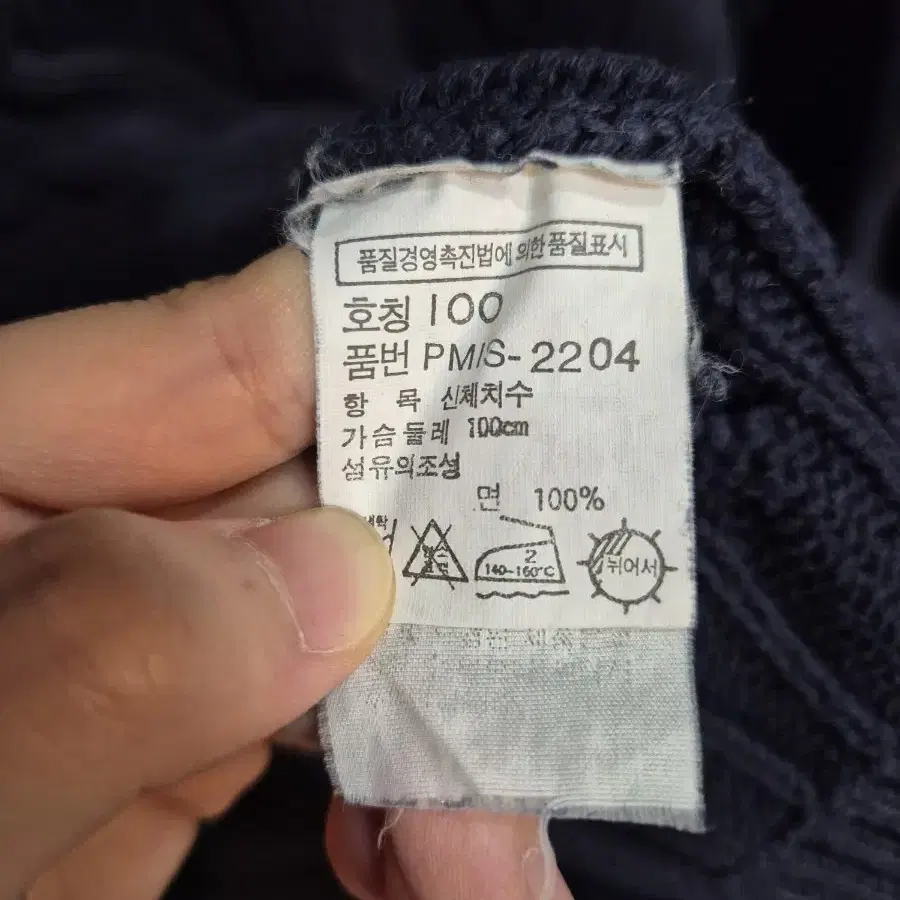 품질경영촉진법에 의한 품질표시
호칭 100
품번 PM/S-2204
항 목 신체치수
가슴둘레 100cm
섬유의조성
면 100%
2
140~160°C
뉘어서